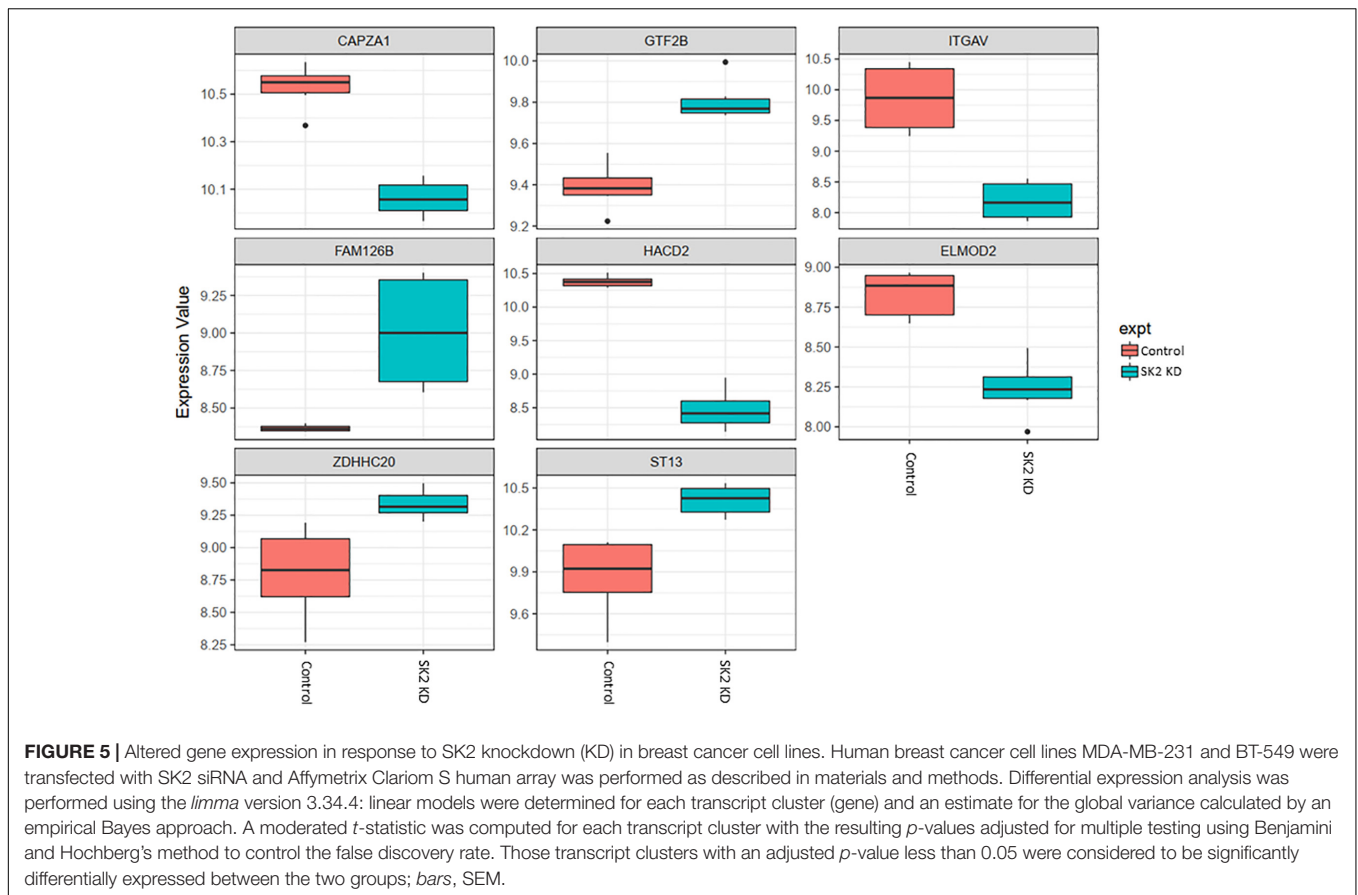 CAPZA1
GTF2B
ITGAV
10.5
10.3
10.1
10.0
9.8
9.6
9.4
9.2
10.5
10.0
9.5
9.0
8.5
8.0
FAM126B
HACD2
ELMOD2
9.25
9.00
8.75
8.50
10.5
10.0
9.5
9.0
8.5
9.00
8.75
8.50
8.25
8.00
Expression Value
expt
Control
SK2 KD
ZDHHC20
ST13
9.50
9.25
9.00
8.75
8.50
8.25
10.5
10.2
9.9
9.6
Control
SK2 KD
Control
SK2 KD
Control
SK2 KD
FIGURE 5 | Altered gene expression in response to SK2 knockdown (KD) in breast cancer cell lines. Human breast cancer cell lines MDA-MB-231 and BT-549 were
transfected with SK2 siRNA and Affymetrix Clariom S human array was performed as described in materials and methods. Differential expression analysis was
performed using the limma version 3.34.4: linear models were determined for each transcript cluster (gene) and an estimate for the global variance calculated by an
empirical Bayes approach. A moderated t-statistic was computed for each transcript cluster with the resulting p-values adjusted for multiple testing using Benjamini
and Hochberg's method to control the false discovery rate. Those transcript clusters with an adjusted p-value less than 0.05 were considered to be significantly
differentially expressed between the two groups; bars, SEM.